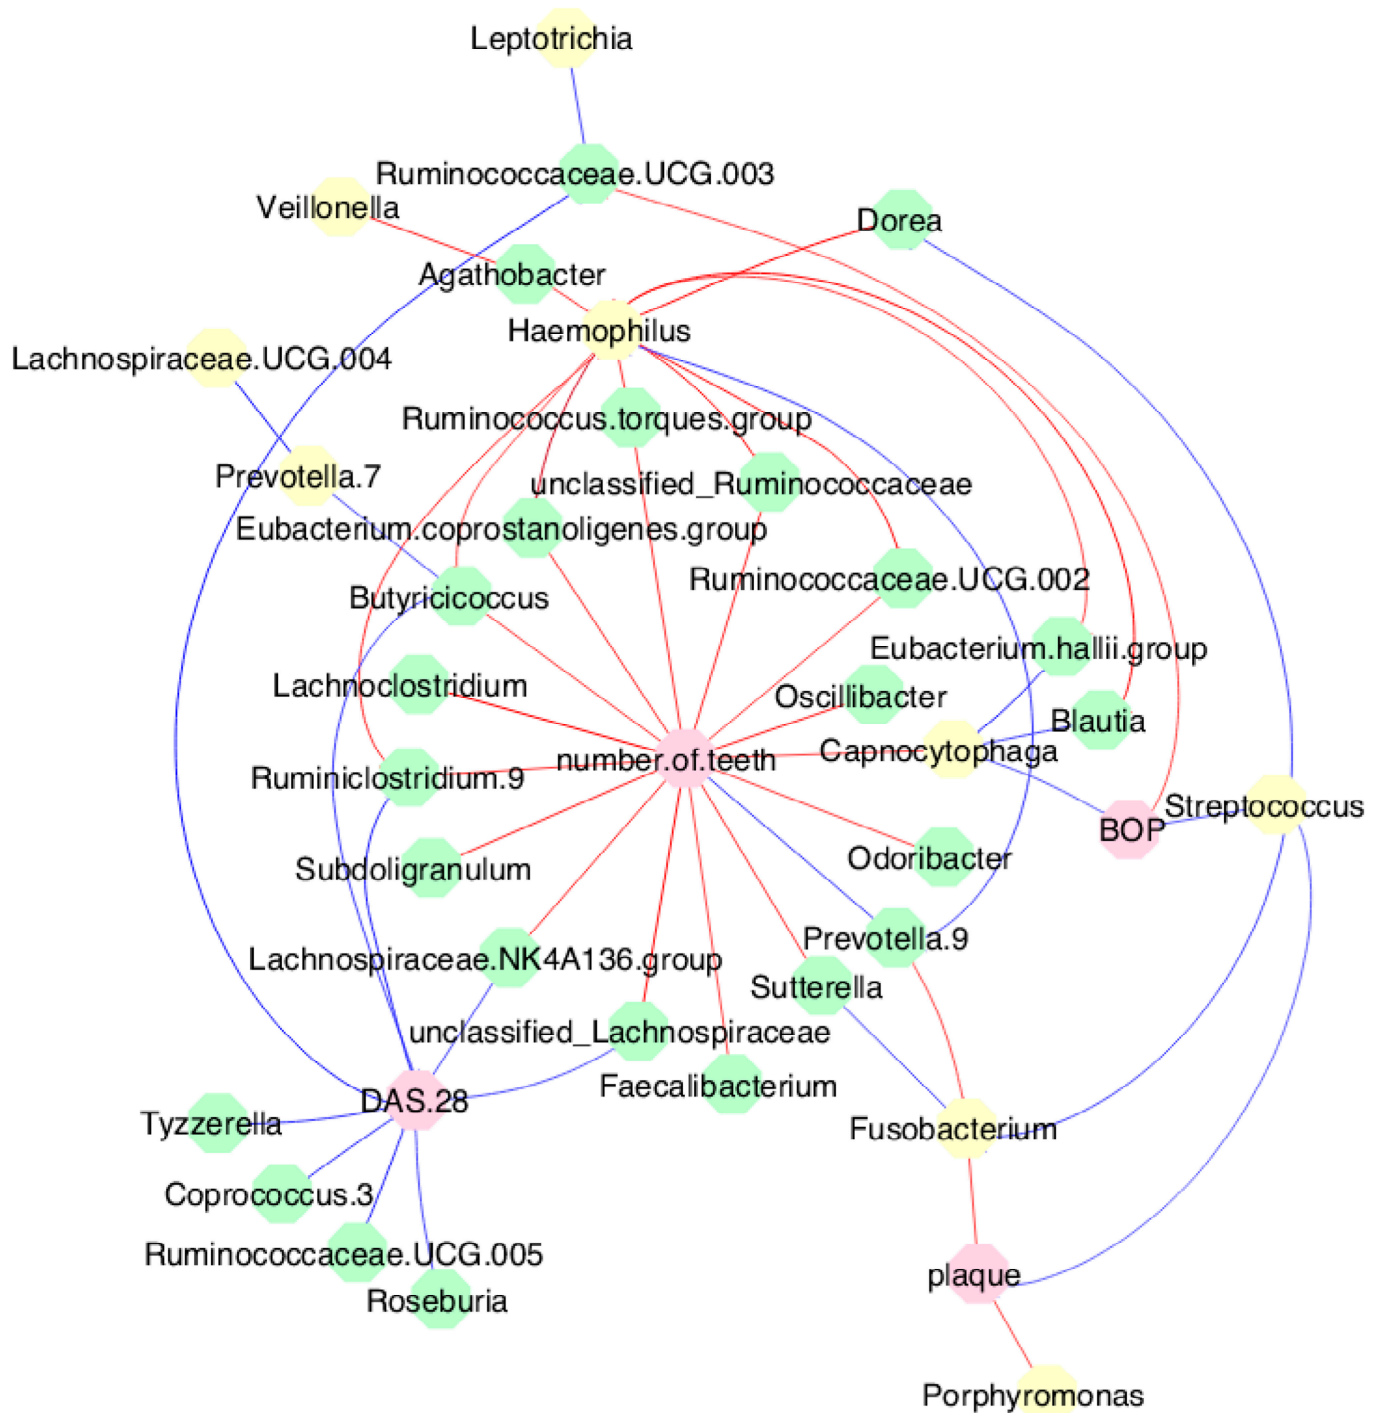 Leptotrichia
Ruminococcaceae.UCG.003
Veillonella
Dorea
Agathobacter
Haemophilus
Lachnospiraceae.UCG.004
Ruminococcus.torques.group
Prevotella.7
unclassified_Ruminococcaceae
Eubacterium.coprostanoligenes.group
Ruminococcaceae.UCG.002
Butyricicoccus
Eubacterium.hallii.group
Lachnoclostridium
Oscillibacter
Blautia
Capnocytophaga
number.of.teeth
Ruminiclostridium.9
Streptococcus
BOP
Odoribacter
Subdoligranulum
Prevotella.9
Lachnospiraceae.NK4A136.group
Sutterella
unclassified_Lachnospiraceae
Faecalibacterium
DAS.28
Tyzzerella
Fusobacterium
Coprococcus.3
Ruminococcaceae.UCG.005
plaque
Roseburia
Porphyromonas